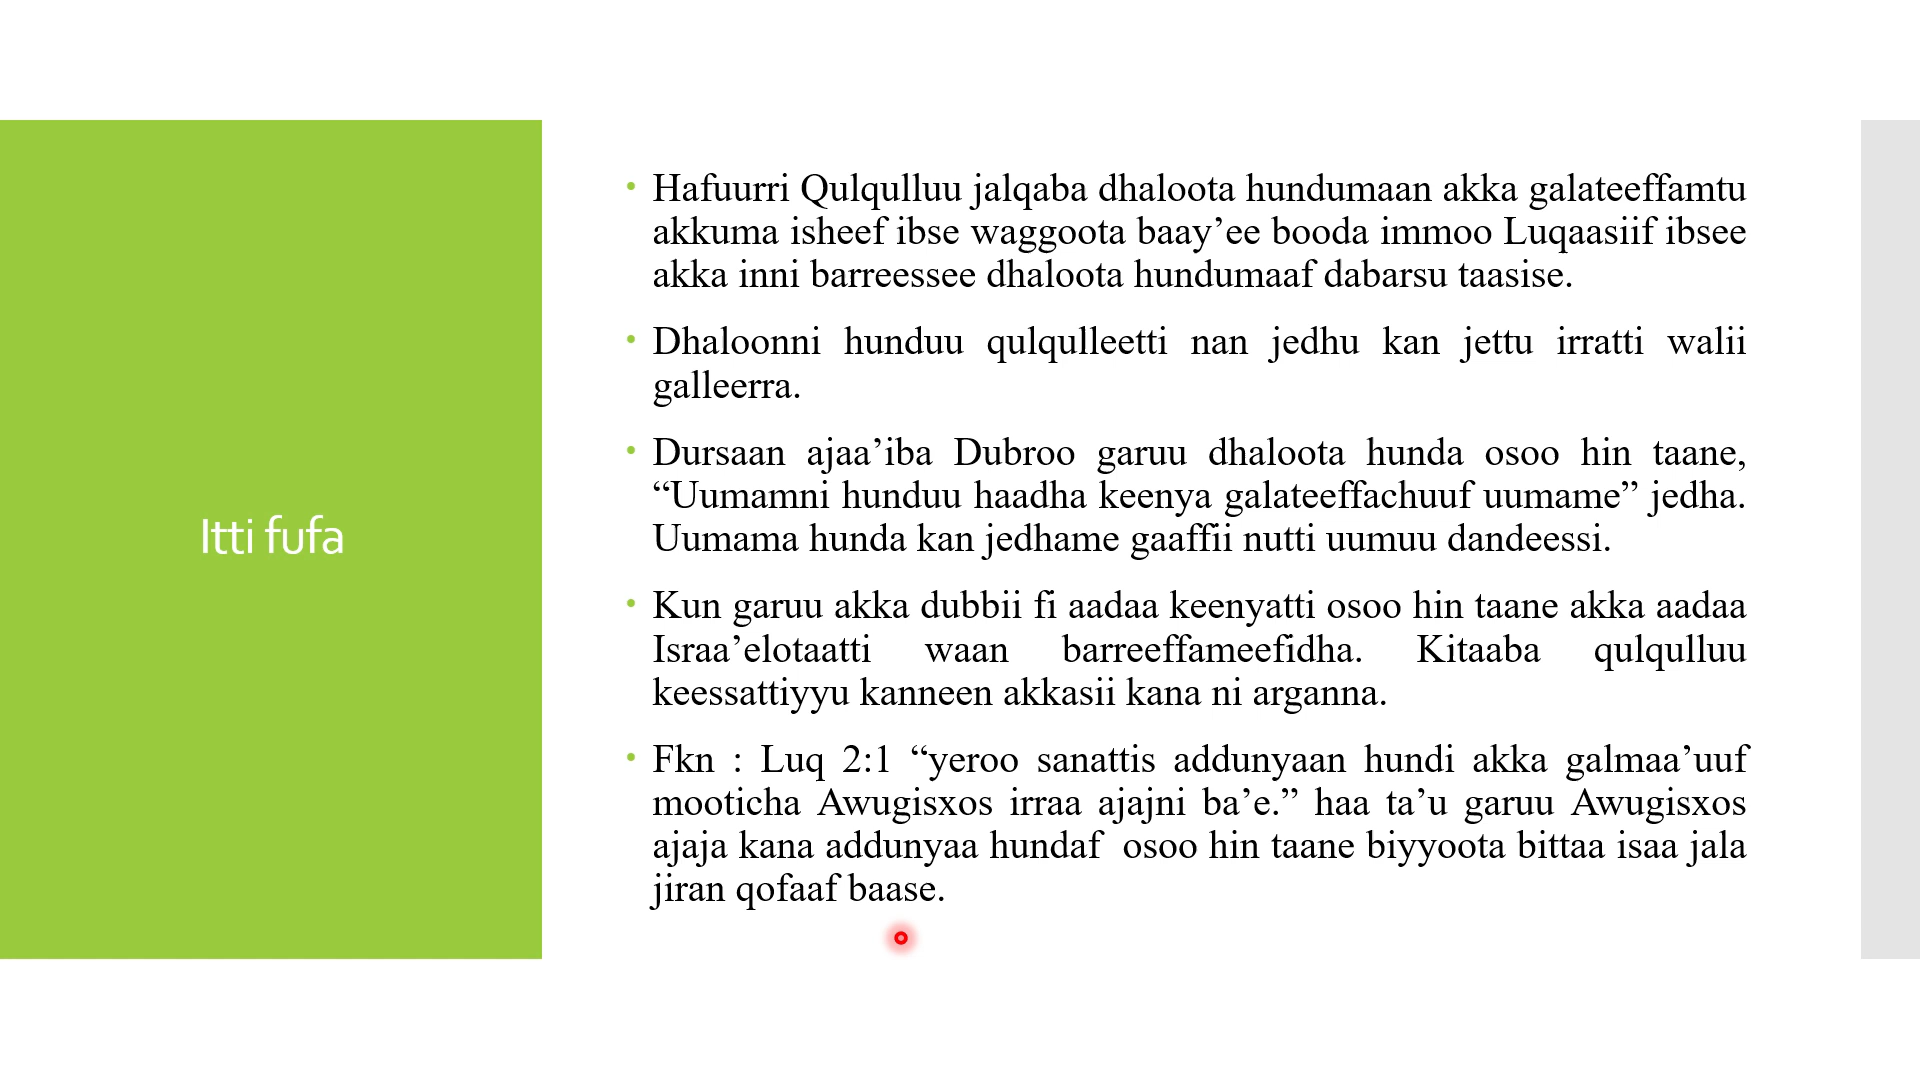 Itti fufa
• Hafuurri Qulqulluu jalqaba dhaloota hundumaan akka galateeffamtu
akkuma isheef ibse waggoota baay’ee booda immoo Luqaasiif ibsee
akka inni barreessee dhaloota hundumaaf dabarsu taasise.
• Dhaloonni hunduu qulqulleetti nan jedhu kan jettu irratti walii
galleerra.
• Dursaan ajaa’iba Dubroo garuu dhaloota hunda osoo hin taane,
“Uumamni hunduu haadha keenya galateeffachuuf uumame” jedha.
Uumama hunda kan jedhame gaaffii nutti uumuu dandeessi.
• Kun garuu akka dubbii fi aadaa keenyatti osoo hin taane akka aadaa
Israa’elotaatti waan barreeffameefidha. Kitaaba qulqulluu
keessattiyyu kanneen akkasii kana ni arganna.
• Fkn : Luq 2:1 “yeroo sanattis addunyaan hundi akka galmaa’uuf
mooticha Awugisxos irraa ajajni ba’e.” haa ta’u garuu Awugisxos
ajaja kana addunyaa hundaf  osoo hin taane biyyoota bittaa isaa jala
jiran qofaaf baase.